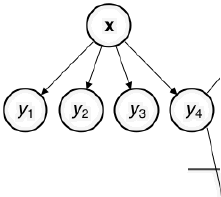 x
y₁ y₂ y₃ y₄